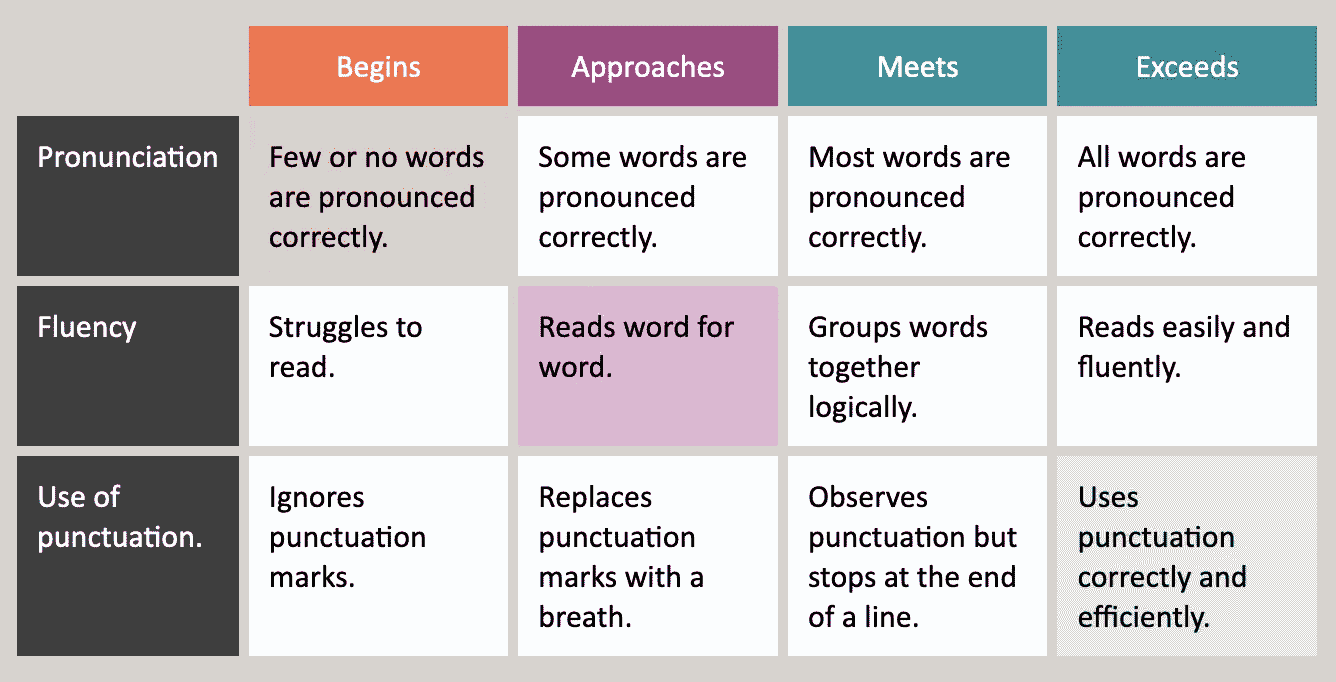 Begins
Approaches
Meets
Exceeds
Pronunciation
Few or no words
are pronounced
correctly.
Some words are
pronounced
correctly.
Most words are
pronounced
correctly.
All words are
pronounced
correctly.
Fluency
Struggles to
read.
Reads word for
word.
Groups words
together
logically.
Reads easily and
fluently.
Use of
punctuation.
Ignores
punctuation
marks.
Replaces
punctuation
marks with a
breath.
Observes
punctuation but
stops at the end
of a line.
Uses
punctuation
correctly and
efficiently.